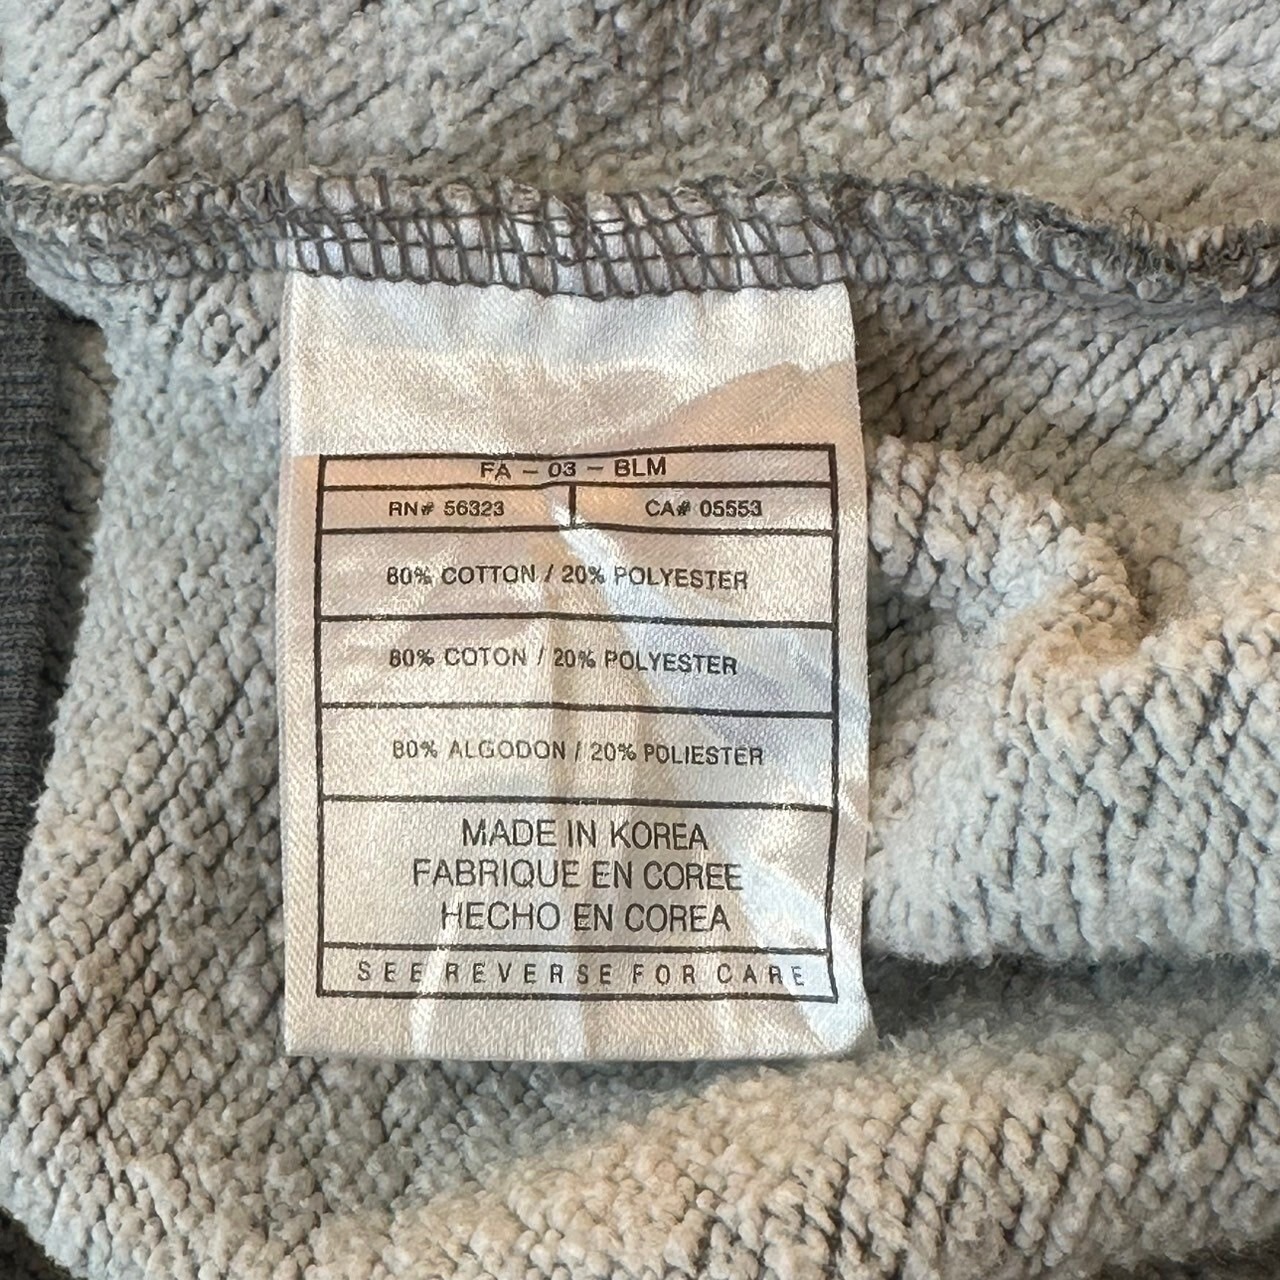 FA - 03 - BLM
RN# 56323 CA# 05553
80% COTTON / 20% POLYESTER
80% COTON / 20% POLYESTER
80% ALGODON / 20% POLIESTER
MADE IN KOREA
FABRIQUE EN COREE
HECHO EN COREA
SEE REVERSE FOR CARE